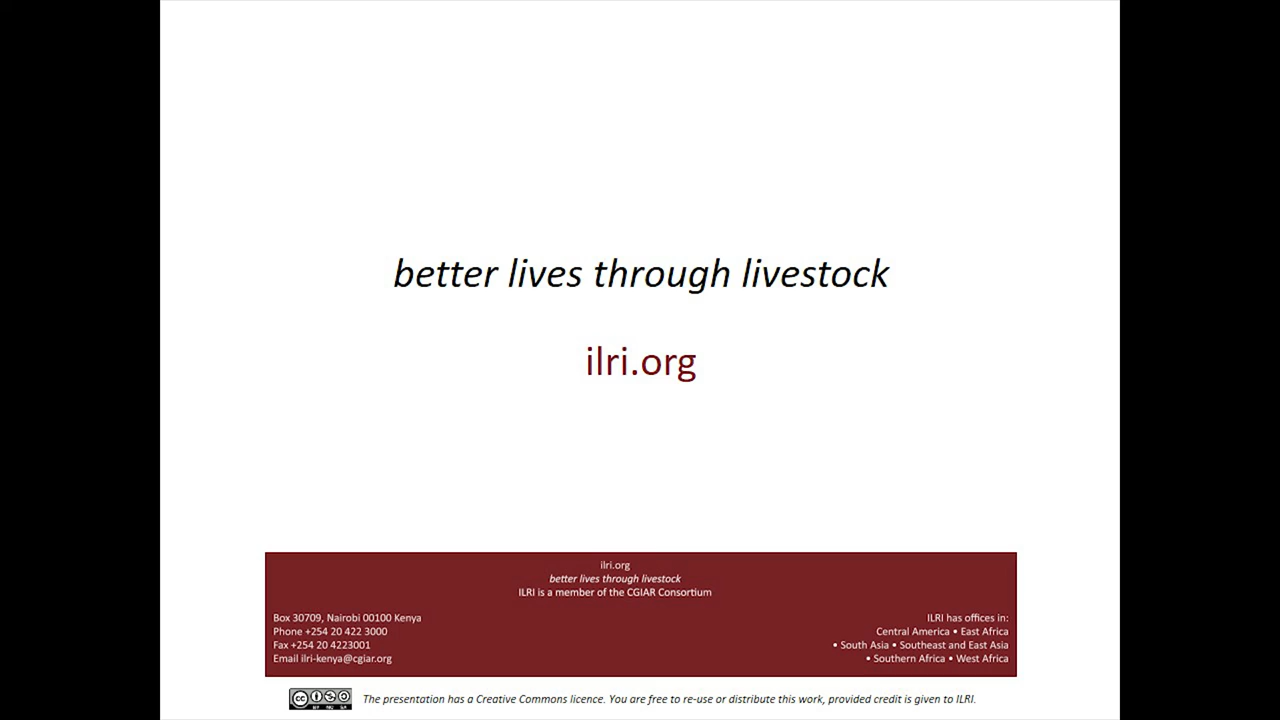 better lives through livestock
ilri.org
ilri.org
better lives through livestock
ILRI is a member of the CGIAR Consortium
Box 30709, Nairobi 00100 Kenya
Phone +254 20 422 3000
Fax +254 20 4223001
Email ilri-kenya@cgiar.org
ILRI has offices in:
Central America • East Africa
• South Asia • Southeast and East Asia
• Southern Africa • West Africa
cc
BY NC SA
The presentation has a Creative Commons licence. You are free to re-use or distribute this work, provided credit is given to ILRI.